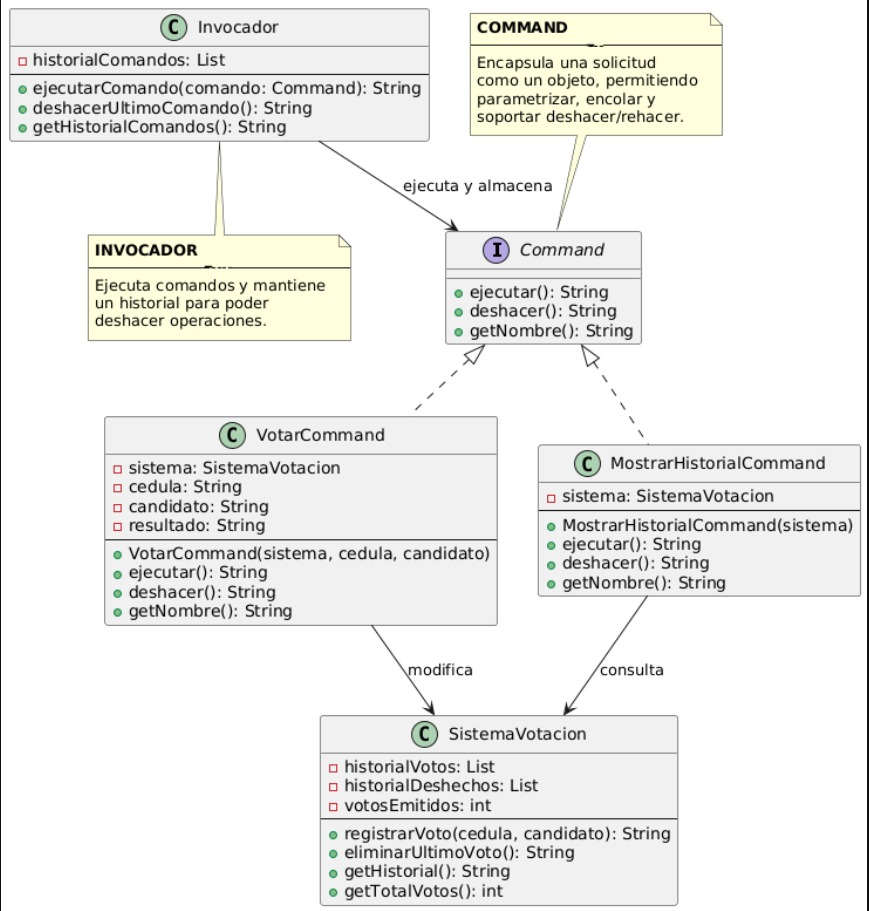 C Invocador
historialComandos: List
ejecutarComando(comando: Command): String
deshacerUltimoComando(): String
getHistorialComandos(): String
COMMAND
Encapsula una solicitud
como un objeto, permitiendo
parametrizar, encolar y
soportar deshacer/rehacer.
ejecuta y almacena
INVOCADOR
Ejecuta comandos y mantiene
un historial para poder
deshacer operaciones.
I Command
ejecutar(): String
deshacer(): String
getNombre(): String
C VotarCommand
sistema: SistemaVotacion
cedula: String
candidato: String
resultado: String
VotarCommand(sistema, cedula, candidato)
ejecutar(): String
deshacer(): String
getNombre(): String
C MostrarHistorialCommand
sistema: SistemaVotacion
MostrarHistorialCommand(sistema)
ejecutar(): String
deshacer(): String
getNombre(): String
modifica
consulta
C SistemaVotacion
historialVotos: List
historialDeshechos: List
votosEmitidos: int
registrarVoto(cedula, candidato): String
eliminarUltimoVoto(): String
getHistorial(): String
getTotalVotos(): int